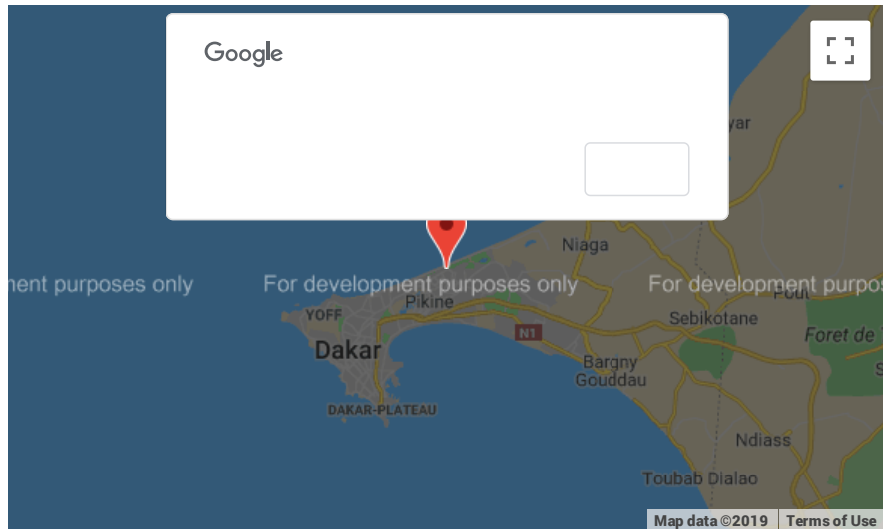 Google
yar
Niaga
ment purposes only
For development purposes only
For development purpos
Pout
Pikine
YOFF
Sebikotane
N1
Foret de
Dakar
Bargny
Gouddau
S
DAKAR-PLATEAU
Ndiass
Toubab Dialao
Map data ©2019
Terms of Use